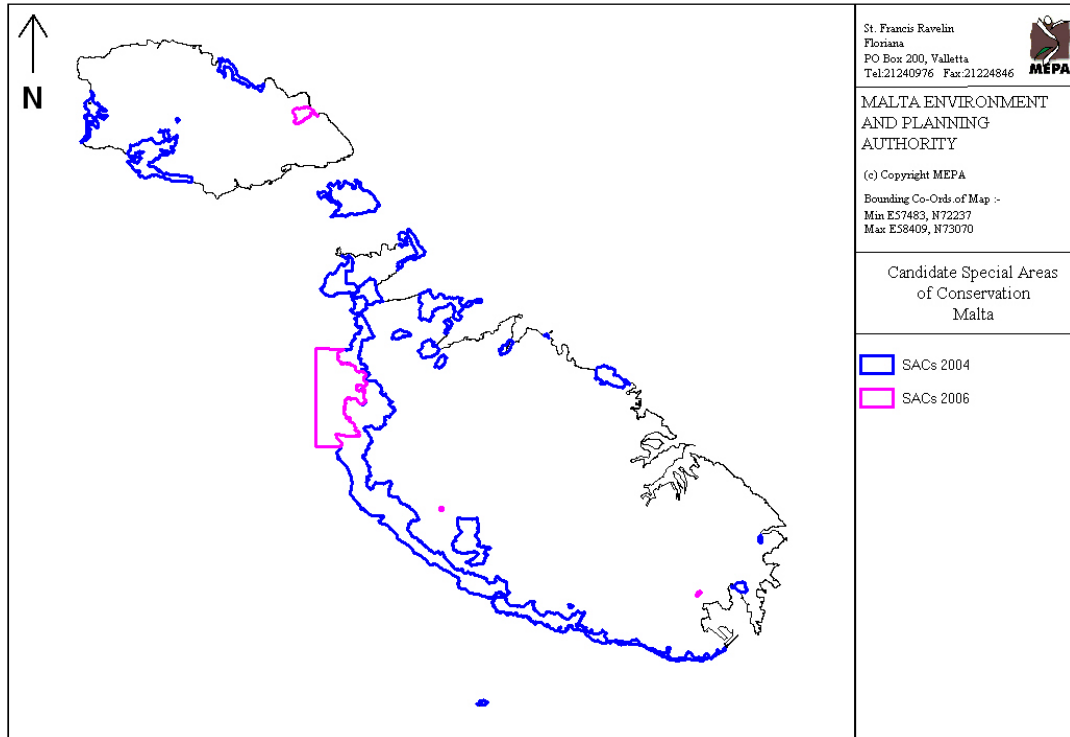 N
St. Francis Ravelin
Floriana
PO Box 200, Valletta
Tel:21240976 Fax:21224846
MEPA
MALTA ENVIRONMENT
AND PLANNING
AUTHORITY
(c) Copyright MEPA
Bounding Co-Ords.of Map :-
Min E57483, N72237
Max E58409, N73070
Candidate Special Areas
of Conservation
Malta
SACs 2004
SACs 2006